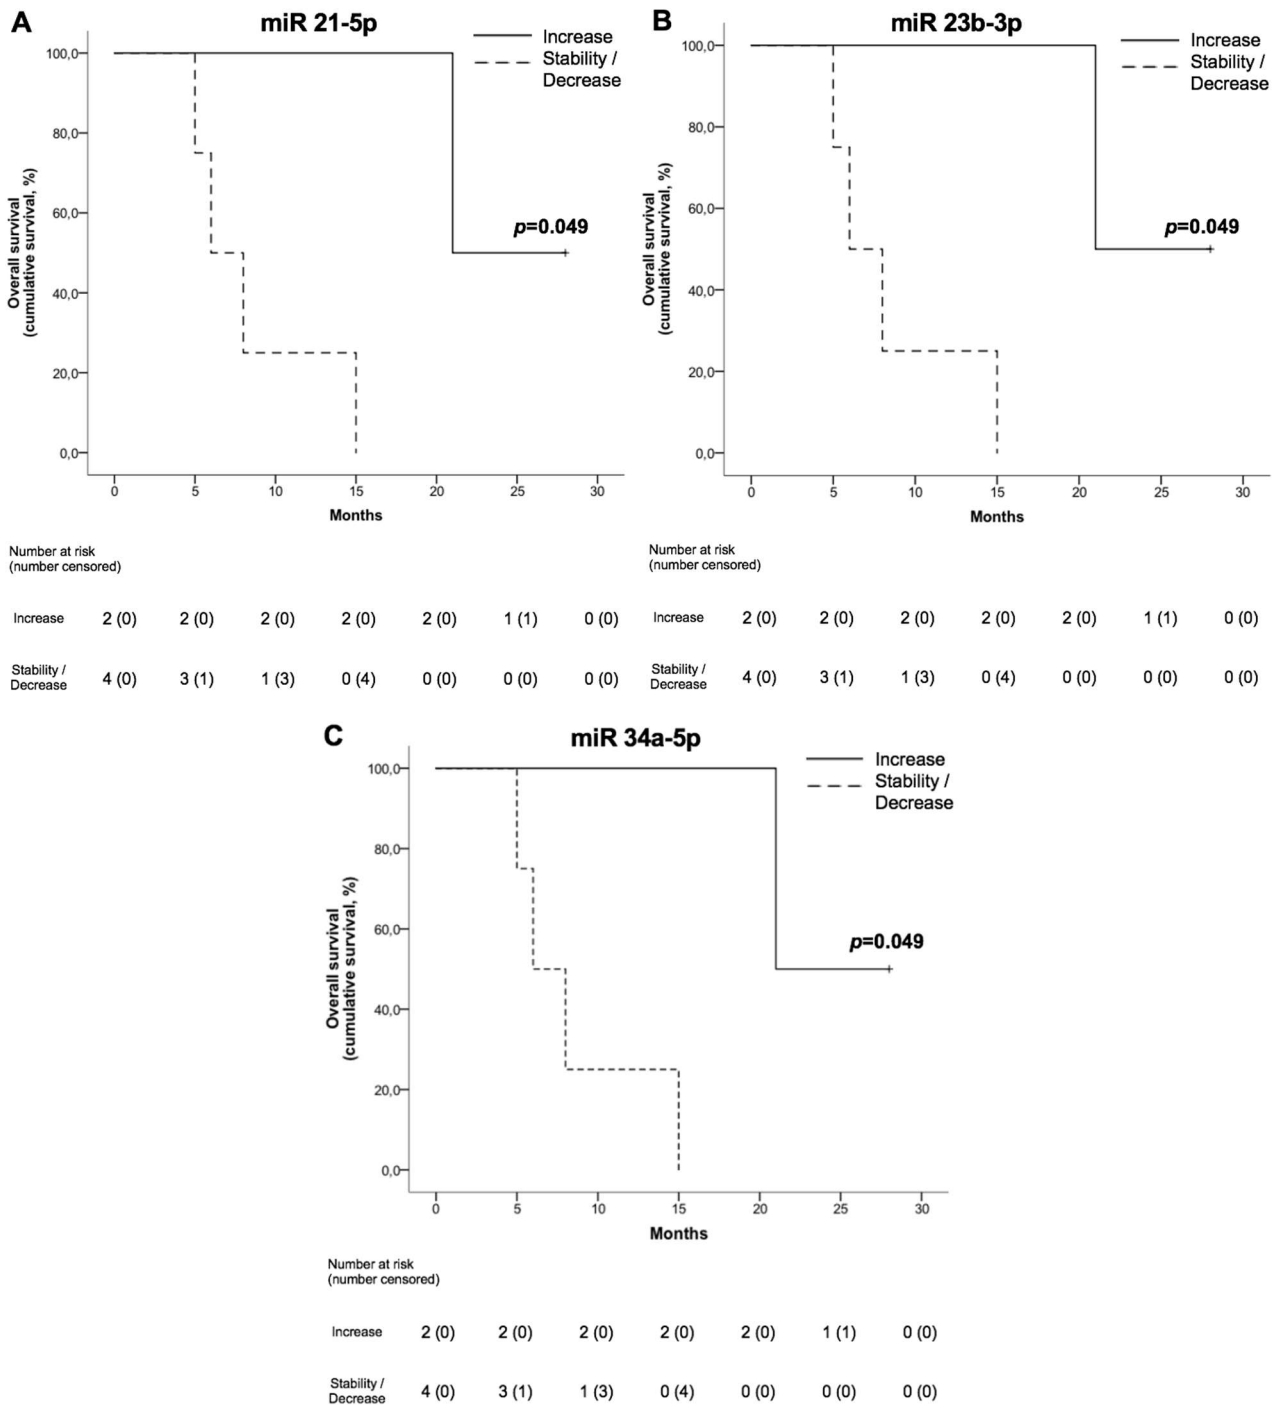 A
miR 21-5p
Increase
Stability /
Decrease
100,0
80,0
60,0
40,0
20,0
0,0
Overall survival
(cumulative survival, %)
p=0.049
0 5 10 15 20 25 30
Months
Number at risk
(number censored)
Increase 2 (0) 2 (0) 2 (0) 2 (0) 2 (0) 1 (1) 0 (0)
Stability /
Decrease 4 (0) 3 (1) 1 (3) 0 (4) 0 (0) 0 (0) 0 (0)
B
miR 23b-3p
Increase
Stability /
Decrease
100,0
80,0
60,0
40,0
20,0
0,0
Overall survival
(cumulative survival, %)
p=0.049
0 5 10 15 20 25 30
Months
Number at risk
(number censored)
Increase 2 (0) 2 (0) 2 (0) 2 (0) 2 (0) 1 (1) 0 (0)
Stability /
Decrease 4 (0) 3 (1) 1 (3) 0 (4) 0 (0) 0 (0) 0 (0)
C
miR 34a-5p
Increase
Stability /
Decrease
100,0
80,0
60,0
40,0
20,0
0,0
Overall survival
(cumulative survival, %)
p=0.049
0 5 10 15 20 25 30
Months
Number at risk
(number censored)
Increase 2 (0) 2 (0) 2 (0) 2 (0) 2 (0) 1 (1) 0 (0)
Stability /
Decrease 4 (0) 3 (1) 1 (3) 0 (4) 0 (0) 0 (0) 0 (0)